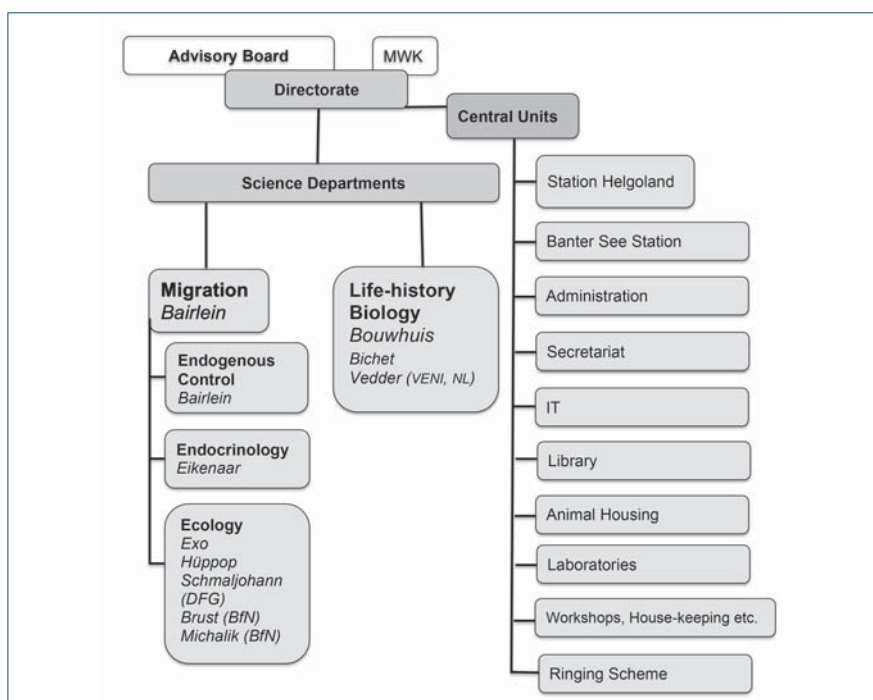 Advisory Board
MWK
Directorate
Central Units
Science Departments
Migration
Bairlein
Endogenous
Control
Bairlein
Endocrinology
Eikenaar
Ecology
Exo
Hüppop
Schmaljohann
(DFG)
Brust (BfN)
Michalik (BfN)
Life-history
Biology
Bouwhuis
Bichet
Vedder (VENI, NL)
Station Helgoland
Banter See Station
Administration
Secretariat
IT
Library
Animal Housing
Laboratories
Workshops, House-keeping etc.
Ringing Scheme